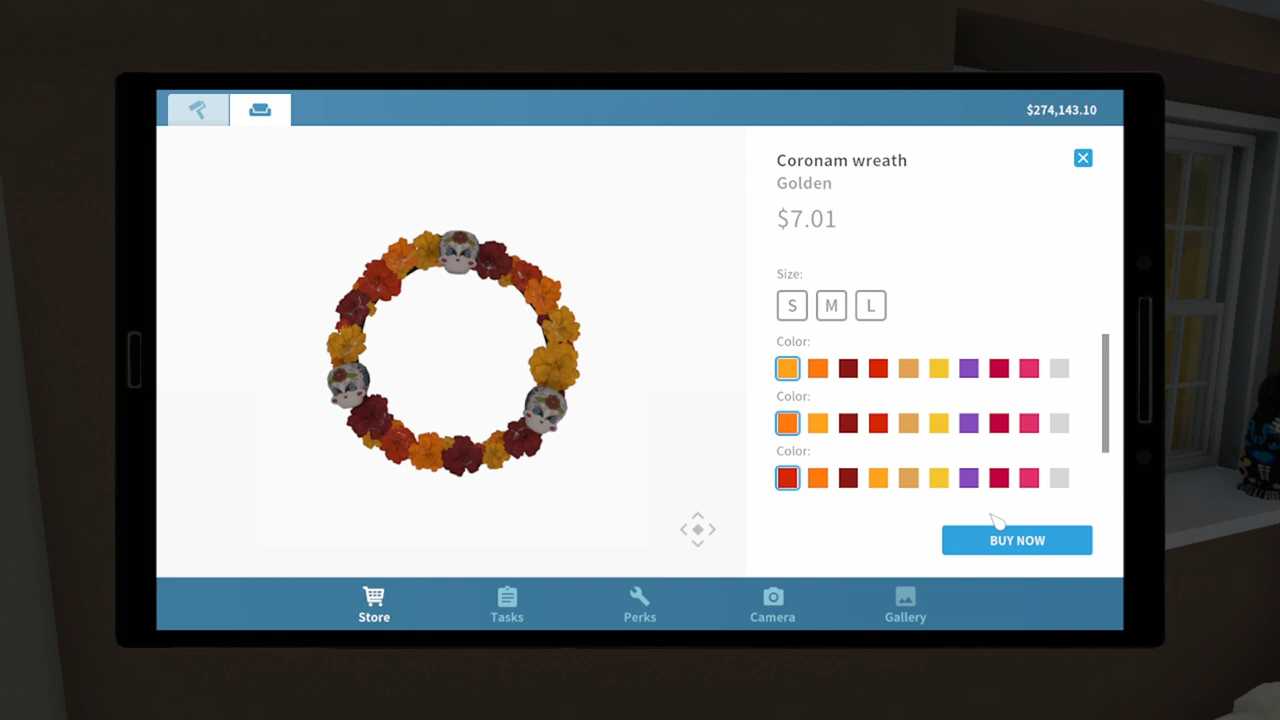 $274,143.10
Coronam wreath
Golden
$7.01
Size:
S M L
Color:
Color:
Color:
BUY NOW
Store Tasks Perks Camera Gallery